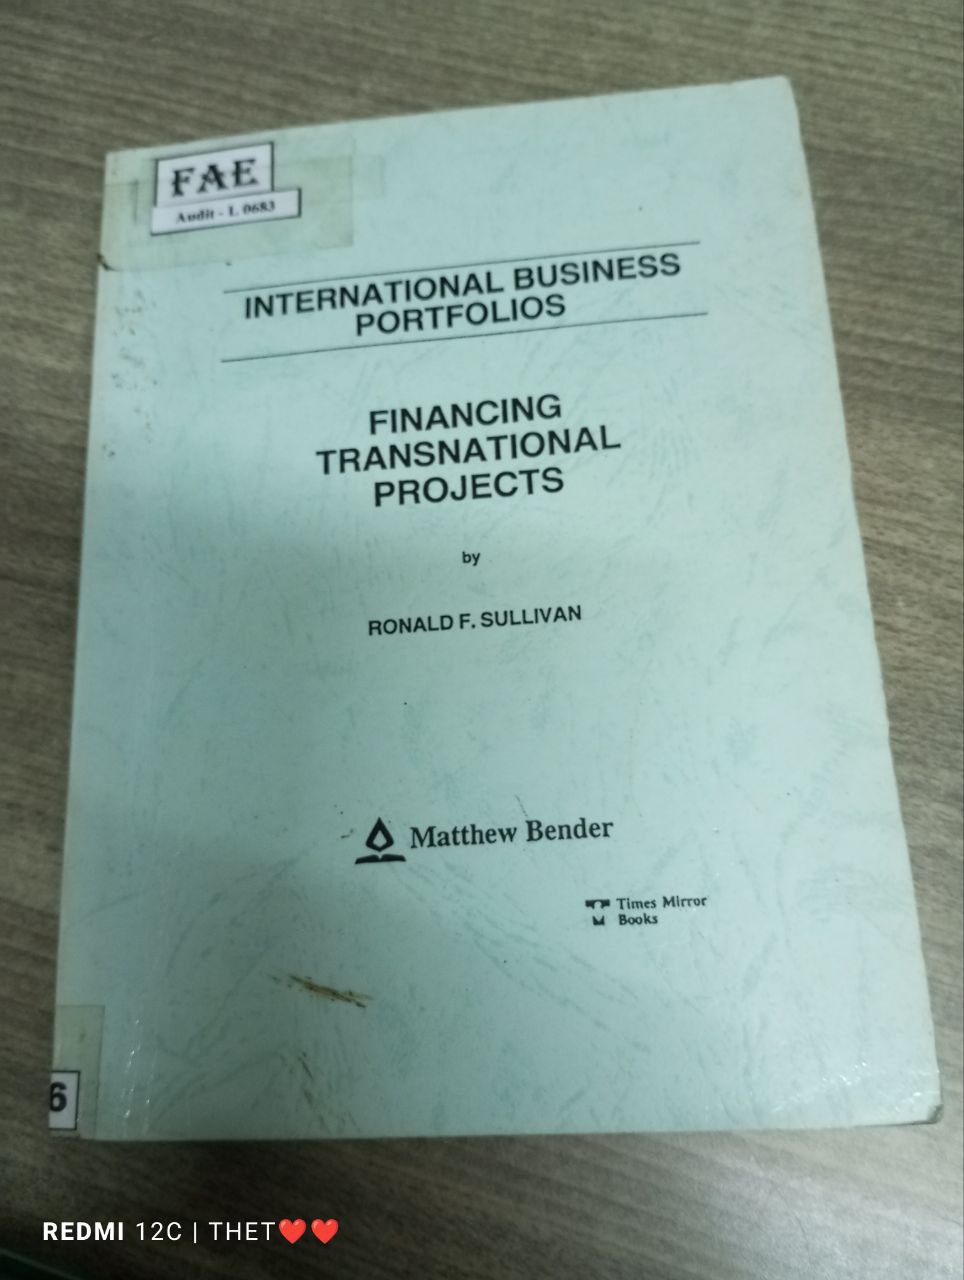 FAE
Audit - L 0683
INTERNATIONAL BUSINESS
PORTFOLIOS
FINANCING
TRANSNATIONAL
PROJECTS
by
RONALD F. SULLIVAN
Matthew Bender
Times Mirror
Books
6
REDMI 12C | THET❤️❤️